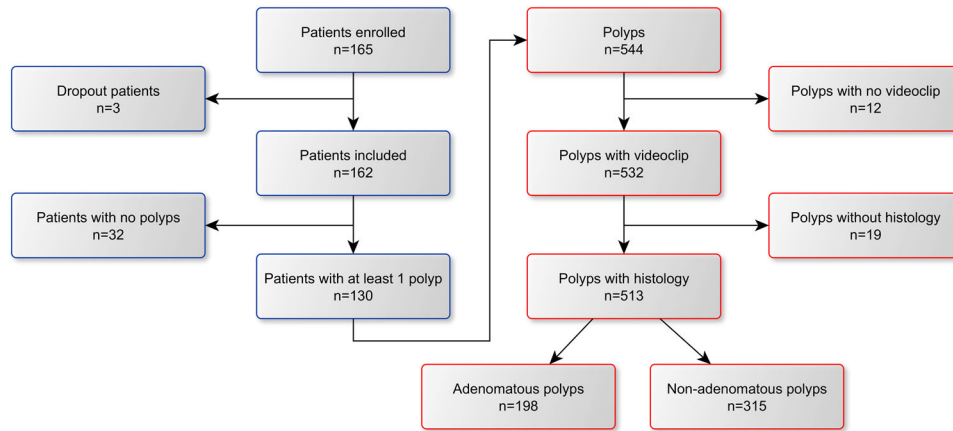 Patients enrolled
n=165
Dropout patients
n=3
Patients included
n=162
Patients with no polyps
n=32
Patients with at least 1 polyp
n=130
Polyps
n=544
Polyps with no videoclip
n=12
Polyps with videoclip
n=532
Polyps without histology
n=19
Polyps with histology
n=513
Adenomatous polyps
n=198
Non-adenomatous polyps
n=315